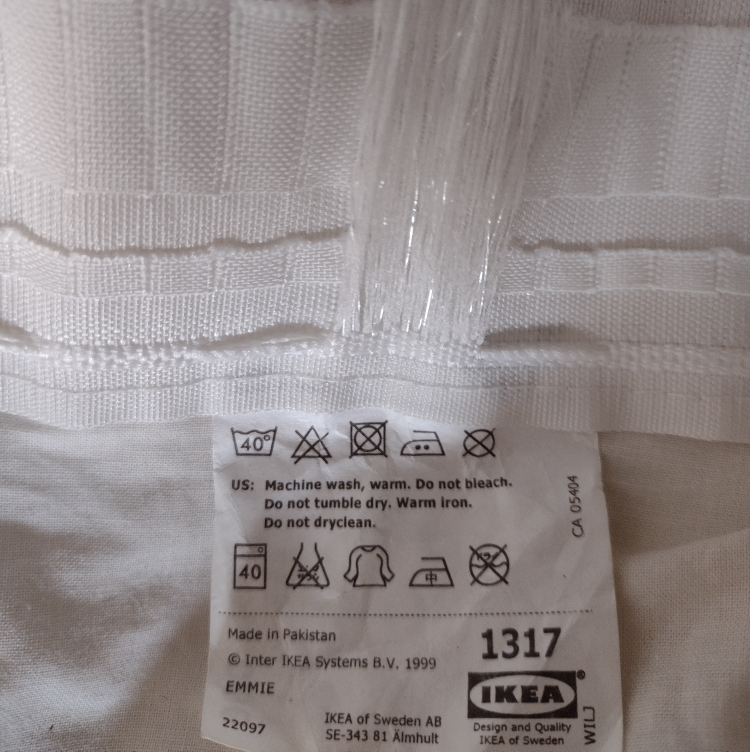 40°
US: Machine wash, warm. Do not bleach.
Do not tumble dry. Warm iron.
Do not dryclean.
CA 05404
40
中
Made in Pakistan
© Inter IKEA Systems B.V. 1999
EMMIE
22097
IKEA of Sweden AB
SE-343 81 Älmhult
1317
IKEA®
Design and Quality
IKEA of Sweden
WILJ